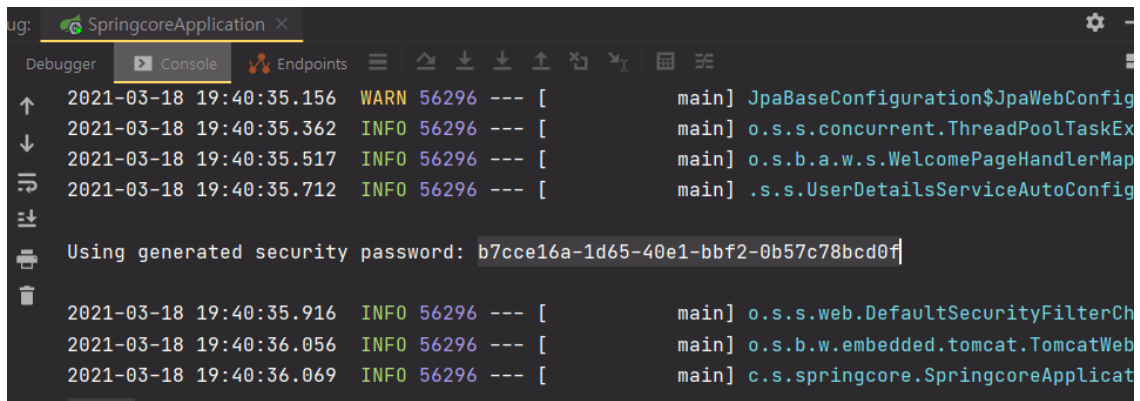 ug: SpringcoreApplication ×
Debugger Console Endpoints
2021-03-18 19:40:35.156 WARN 56296 --- [ main] JpaBaseConfiguration$JpaWebConfig
2021-03-18 19:40:35.362 INFO 56296 --- [ main] o.s.s.concurrent.ThreadPoolTaskEx
2021-03-18 19:40:35.517 INFO 56296 --- [ main] o.s.b.a.w.s.WelcomePageHandlerMap
2021-03-18 19:40:35.712 INFO 56296 --- [ main] .s.s.UserDetailsServiceAutoConfig
Using generated security password: b7cce16a-1d65-40e1-bbf2-0b57c78bcd0f
2021-03-18 19:40:35.916 INFO 56296 --- [ main] o.s.s.web.DefaultSecurityFilterCh
2021-03-18 19:40:36.056 INFO 56296 --- [ main] o.s.b.w.embedded.tomcat.TomcatWeb
2021-03-18 19:40:36.069 INFO 56296 --- [ main] c.s.springcore.SpringcoreApplicat